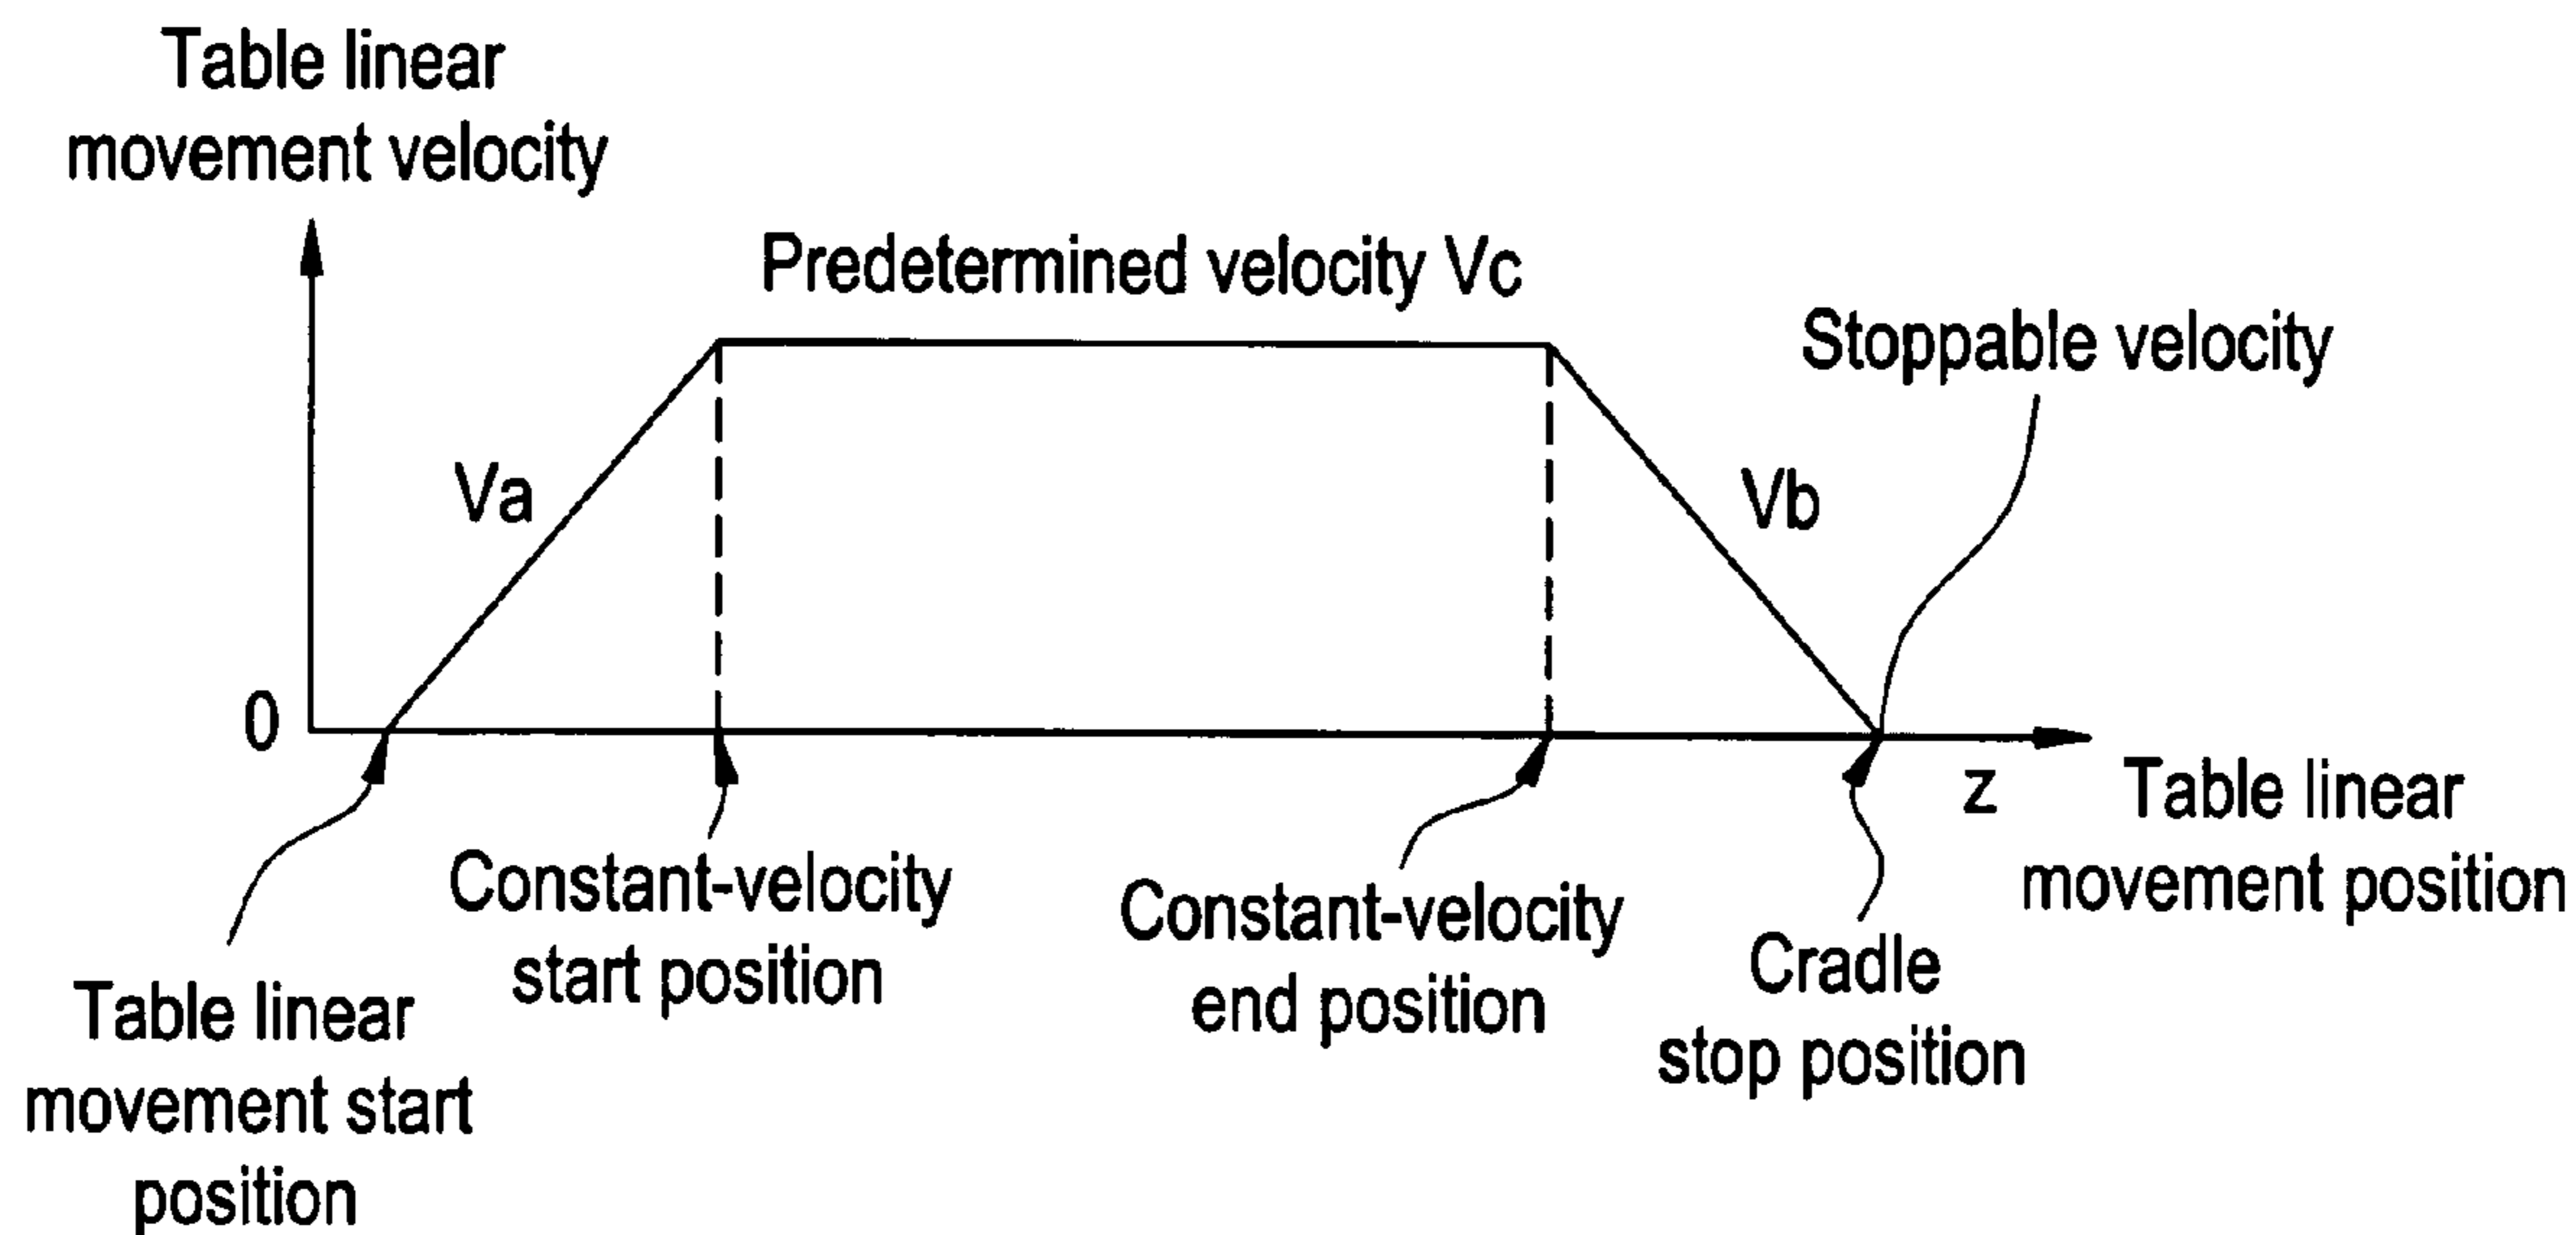 Table linear
movement velocity
Predetermined velocity Vc
Stoppable velocity
Va
Vb
0
z
Table linear
movement position
Constant-velocity
start position
Constant-velocity
end position
Cradle
stop position
Table linear
movement start
position